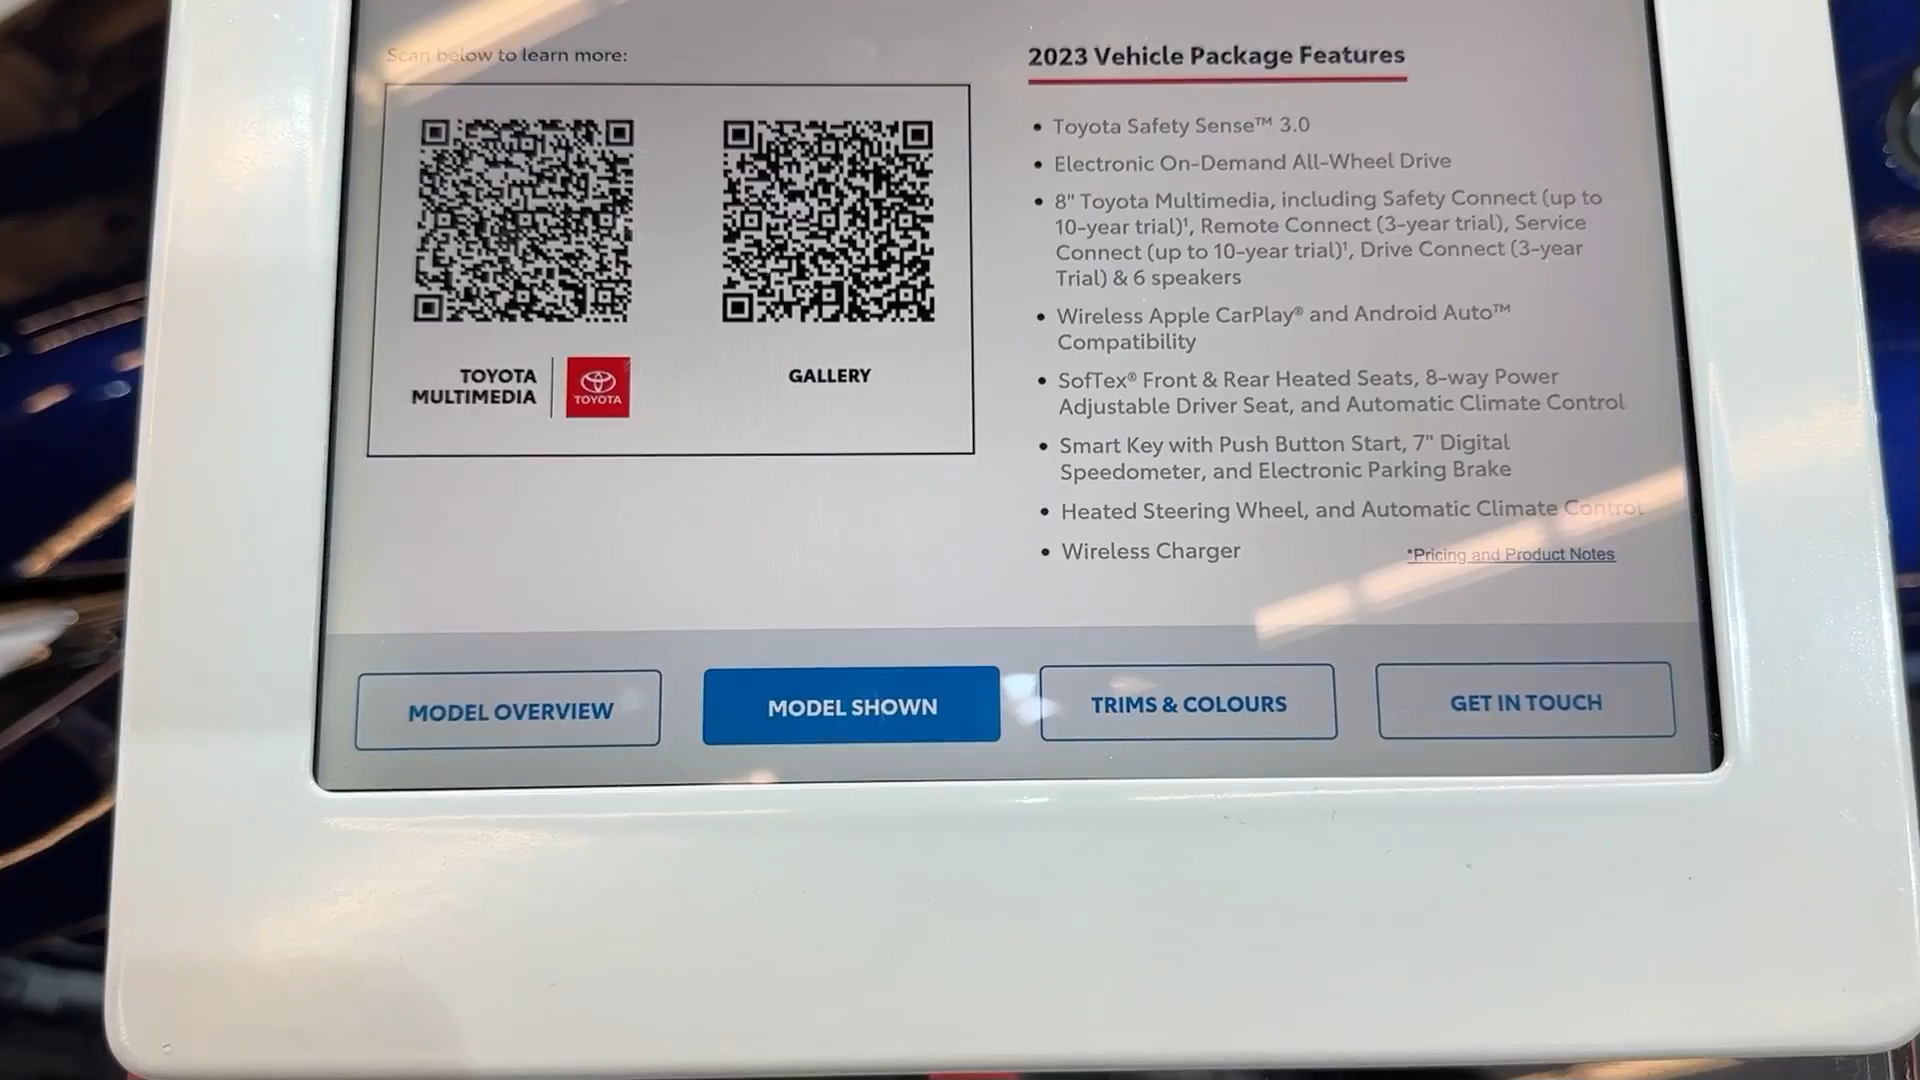 Scan below to learn more:
TOYOTA
MULTIMEDIA
TOYOTA
GALLERY
2023 Vehicle Package Features
• Toyota Safety Sense™ 3.0
• Electronic On-Demand All-Wheel Drive
• 8" Toyota Multimedia, including Safety Connect (up to
10-year trial)¹, Remote Connect (3-year trial), Service
Connect (up to 10-year trial)¹, Drive Connect (3-year
Trial) & 6 speakers
• Wireless Apple CarPlay® and Android Auto™
Compatibility
• SofTex® Front & Rear Heated Seats, 8-way Power
Adjustable Driver Seat, and Automatic Climate Control
• Smart Key with Push Button Start, 7" Digital
Speedometer, and Electronic Parking Brake
• Heated Steering Wheel, and Automatic Climate Control
• Wireless Charger
*Pricing and Product Notes
MODEL OVERVIEW
MODEL SHOWN
TRIMS & COLOURS
GET IN TOUCH